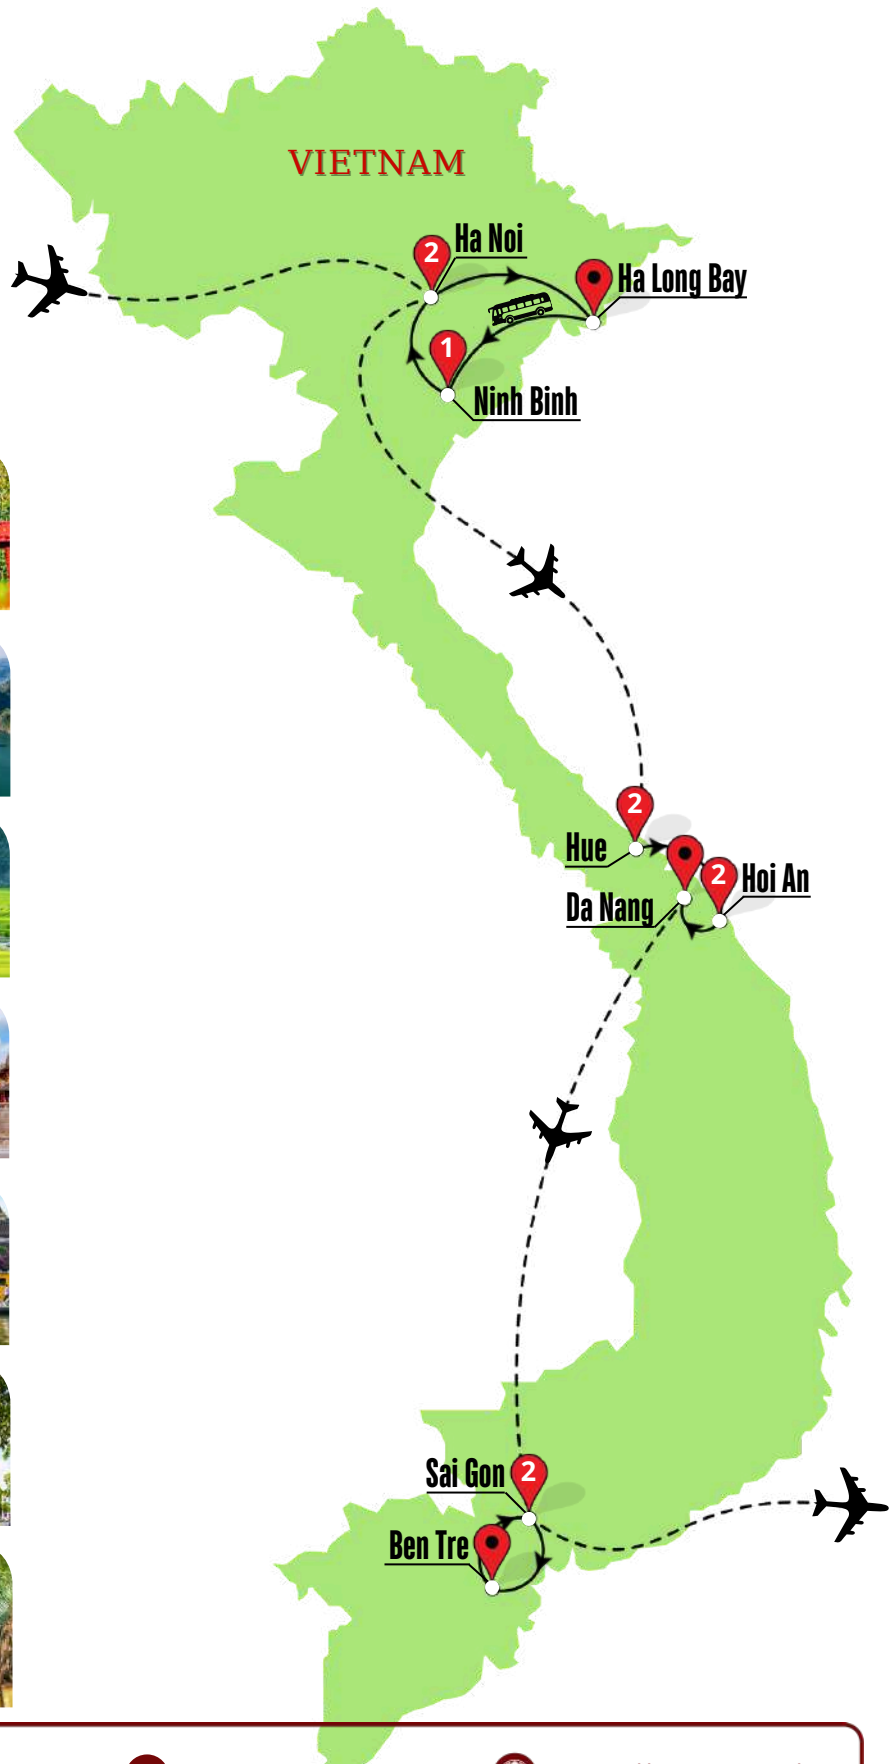 VIETNAM
2
Ha Noi
Ha Long Bay
1
Ninh Binh
2
Hue
2
Hoi An
Da Nang
Sai Gon
2
Ben Tre